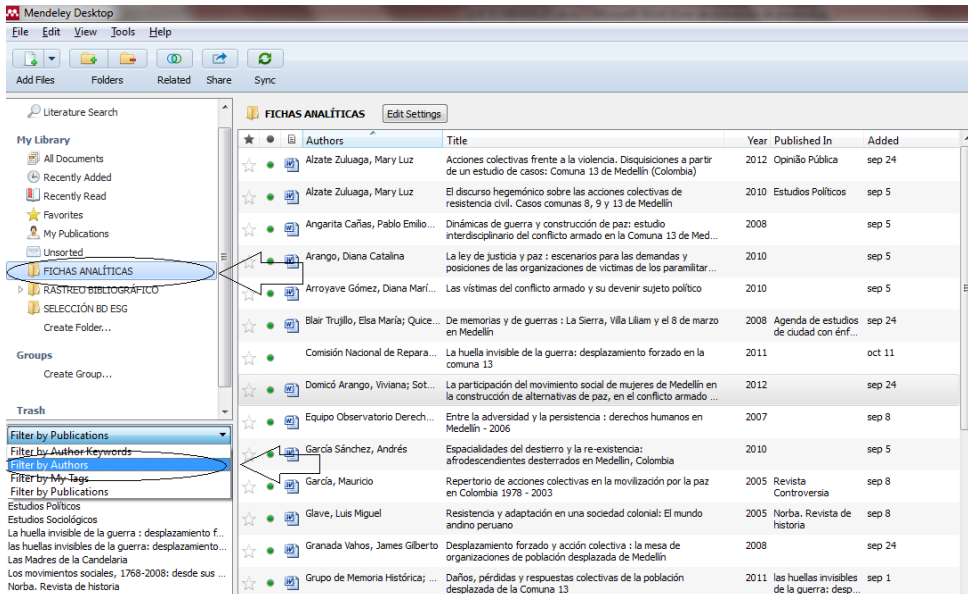 Mendeley Desktop
File Edit View Tools Help
Add Files Folders Related Share Sync
Literature Search
My Library
All Documents
Recently Added
Recently Read
Favorites
My Publications
Unsorted
FICHAS ANALÍTICAS
RASTREO BIBLIOGRÁFICO
SELECCIÓN BD ESG
Create Folder...
Groups
Create Group...
Trash
Filter by Publications
Filter by Author Keywords
Filter by Authors
Filter by My Tags
Filter by Publications
Estudios Políticos
Estudios Sociológicos
La huella invisible de la guerra : desplazamiento f...
las huellas invisibles de la guerra: desplazamiento...
Las Madres de la Candelaria
Los movimientos sociales, 1768-2008: desde sus ...
Norba. Revista de historia
FICHAS ANALÍTICAS Edit Settings
Authors Title Year Published In Added
Alzate Zuluaga, Mary Luz Acciones colectivas frente a la violencia. Disquisiciones a partir 2012 Opinião Pública sep 24
de un estudio de casos: Comuna 13 de Medellín (Colombia)
Alzate Zuluaga, Mary Luz El discurso hegemónico sobre las acciones colectivas de 2010 Estudios Políticos sep 5
resistencia civil. Casos comunas 8, 9 y 13 de Medellín
Angarita Cañas, Pablo Emilio... Dinámicas de guerra y construcción de paz: estudio 2008 sep 5
interdisciplinario del conflicto armado en la Comuna 13 de Med...
Arango, Diana Catalina La ley de justicia y paz : escenarios para las demandas y 2010 sep 5
posiciones de las organizaciones de victimas de los paramilitar...
Arroyave Gómez, Diana Marí... Las vístimas del conflicto armado y su devenir sujeto político 2010 sep 5
Blair Trujillo, Elsa María; Quice... De memorias y de guerras : La Sierra, Villa Liliam y el 8 de marzo 2008 Agenda de estudios sep 24
en Medellín de ciudad con énf...
Comisión Nacional de Repara... La huella invisible de la guerra: desplazamiento forzado en la 2011 oct 11
comuna 13
Domicó Arango, Viviana; Sot... La participación del movimiento social de mujeres de Medellín en 2012 sep 24
la construcción de alternativas de paz, en el conflicto armado ...
Equipo Observatorio Derech... Entre la adversidad y la persistencia : derechos humanos en 2007 sep 8
Medellín - 2006
García Sánchez, Andrés Espacialidades del destierro y la re-existencia: 2010 sep 5
afrodescendientes desterrados en Medellin, Colombia
García, Mauricio Repertorio de acciones colectivas en la movilización por la paz 2005 Revista sep 8
en Colombia 1978 - 2003 Controversia
Glave, Luis Miguel Resistencia y adaptación en una sociedad colonial: El mundo 2005 Norba. Revista de sep 8
andino peruano historia
Granada Vahos, James Gilberto Desplazamiento forzado y acción colectiva : la mesa de 2008 sep 24
organizaciones de población desplazada de Medellín
Grupo de Memoria Histórica; ... Daños, pérdidas y respuestas colectivas de la población 2011 las huellas invisibles sep 1
desplazada de la Comuna 13 de la guerra: desp...